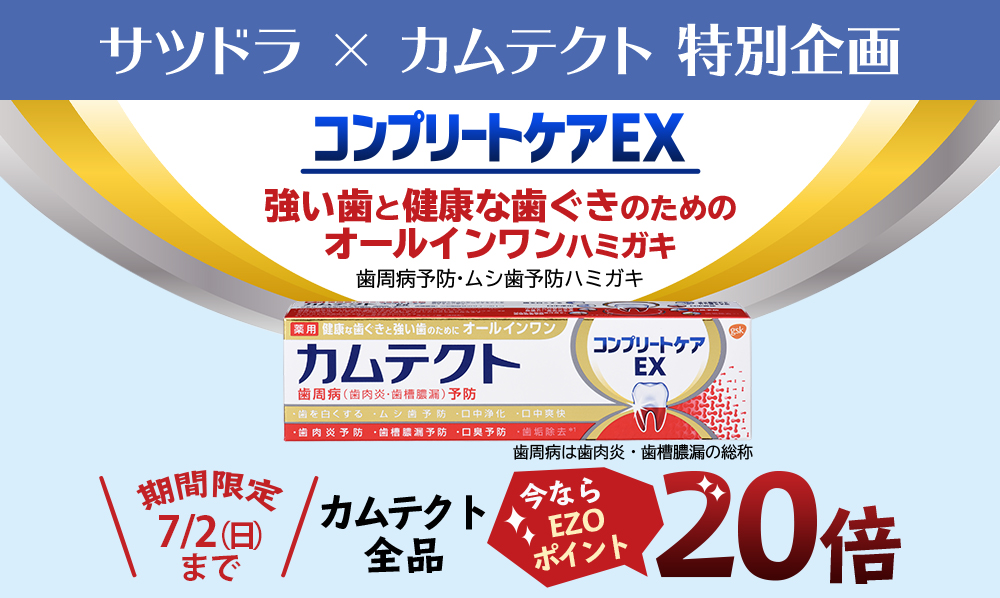 サツドラ × カムテクト 特別企画
コンプリートケアEX
強い歯と健康な歯ぐきのための
オールインワンハミガキ
歯周病予防・ムシ歯予防ハミガキ
薬用 健康な歯ぐきと強い歯のために オールインワン
カムテクト
歯周病(歯肉炎・歯槽膿漏)予防
・歯を白くする ・ムシ歯予防 ・口中浄化 ・口中爽快
・歯肉炎予防 ・歯槽膿漏予防 ・口臭予防 ・歯垢除去*1
コンプリートケア
EX
gsk
歯周病は歯肉炎・歯槽膿漏の総称
期間限定
7/2(日)
まで
カムテクト
全品
今なら
EZO
ポイント
20倍